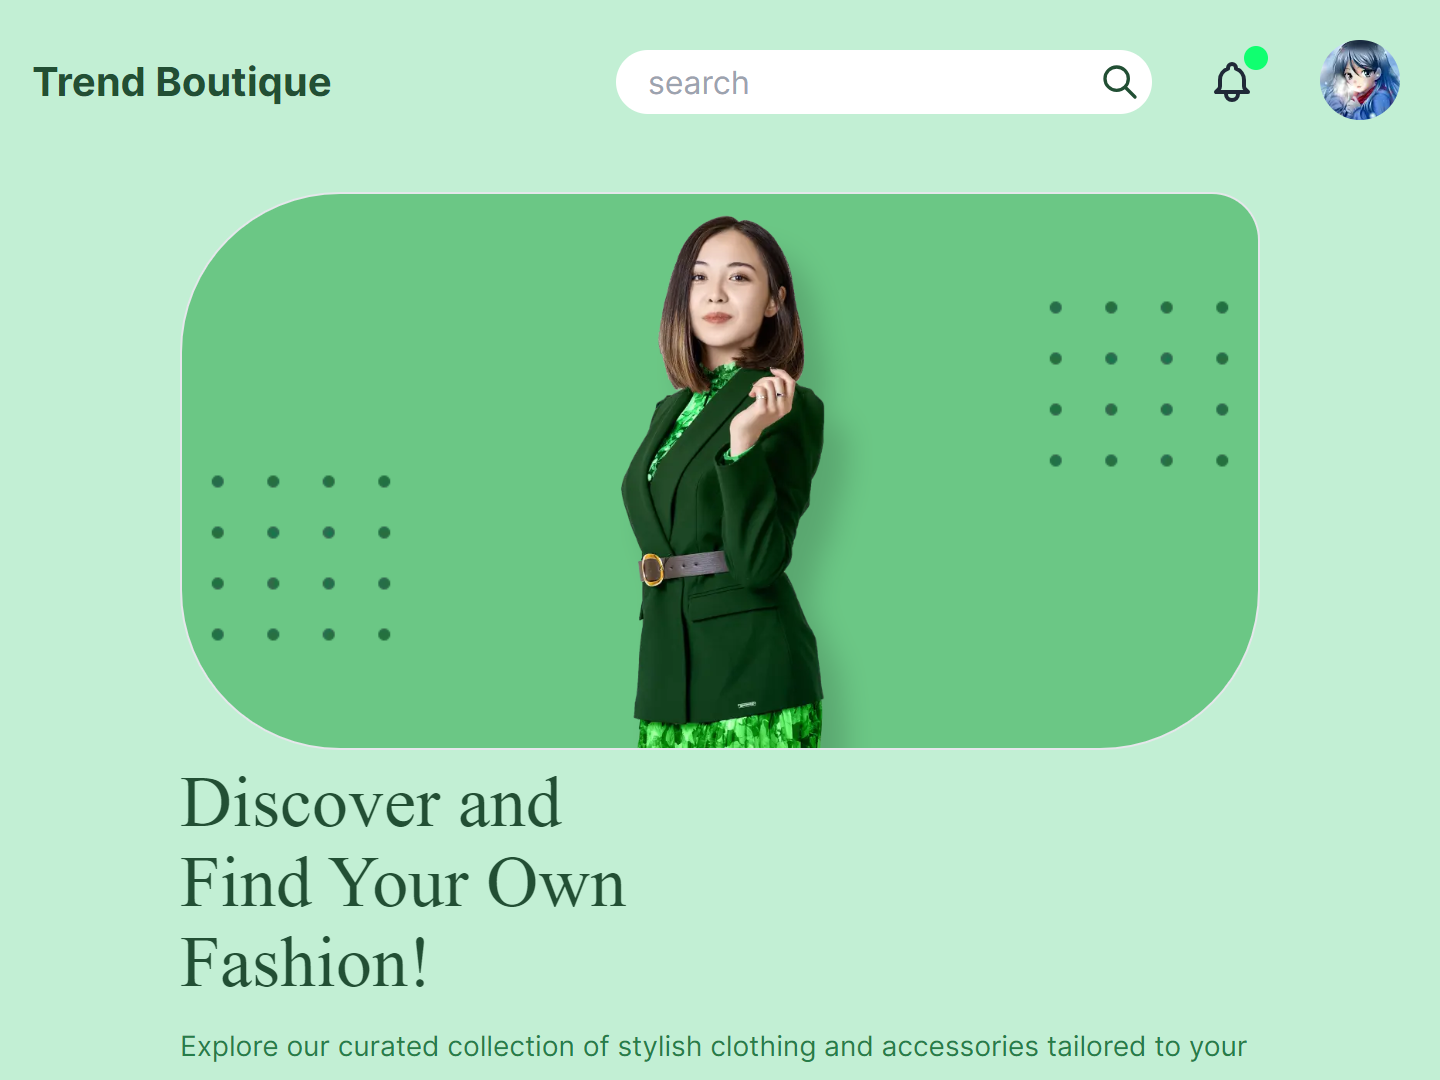 Trend Boutique
search
Discover and
Find Your Own
Fashion!
Explore our curated collection of stylish clothing and accessories tailored to your